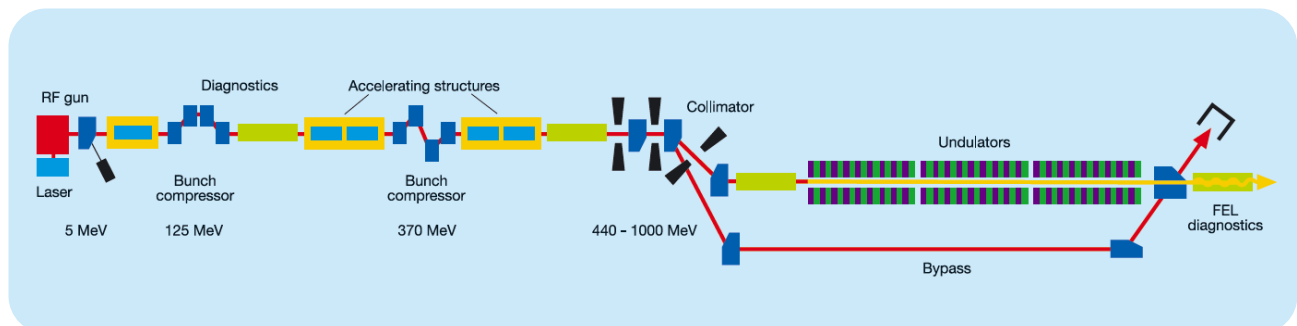 Diagnostics
Accelerating structures
RF gun
Collimator
Undulators
Laser
Bunch
compressor
Bunch
compressor
FEL
diagnostics
5 MeV
125 MeV
370 MeV
440 – 1000 MeV
Bypass